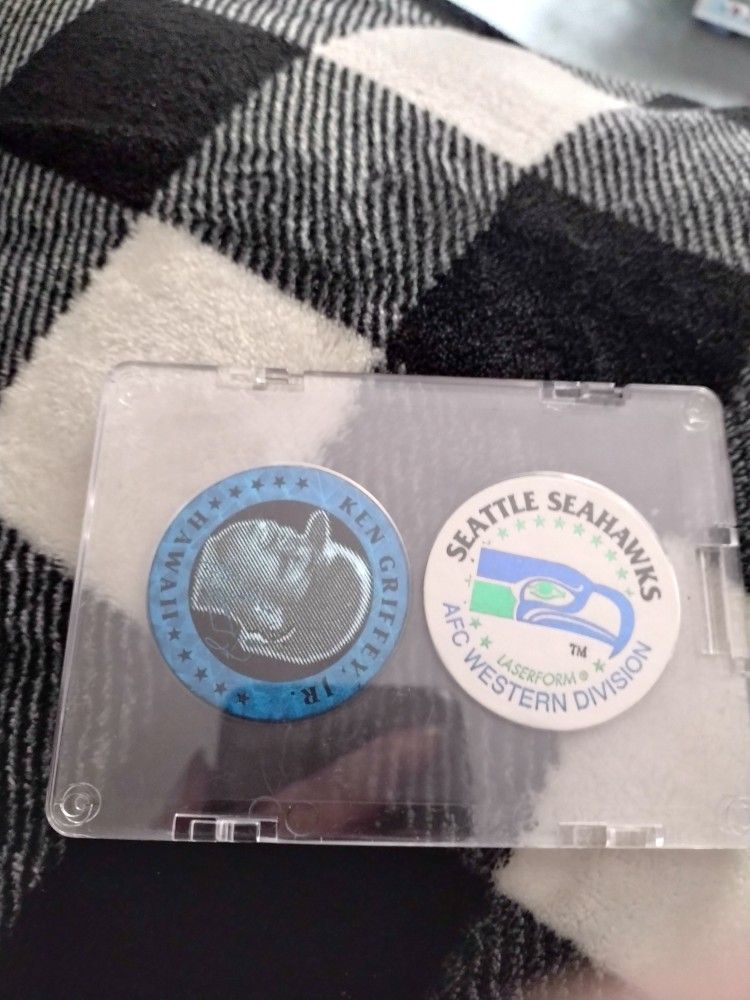 KEN GRIFFEY, JR.
HAWAII
SEATTLE SEAHAWKS
TM
LASERFORM ®
AFC WESTERN DIVISION